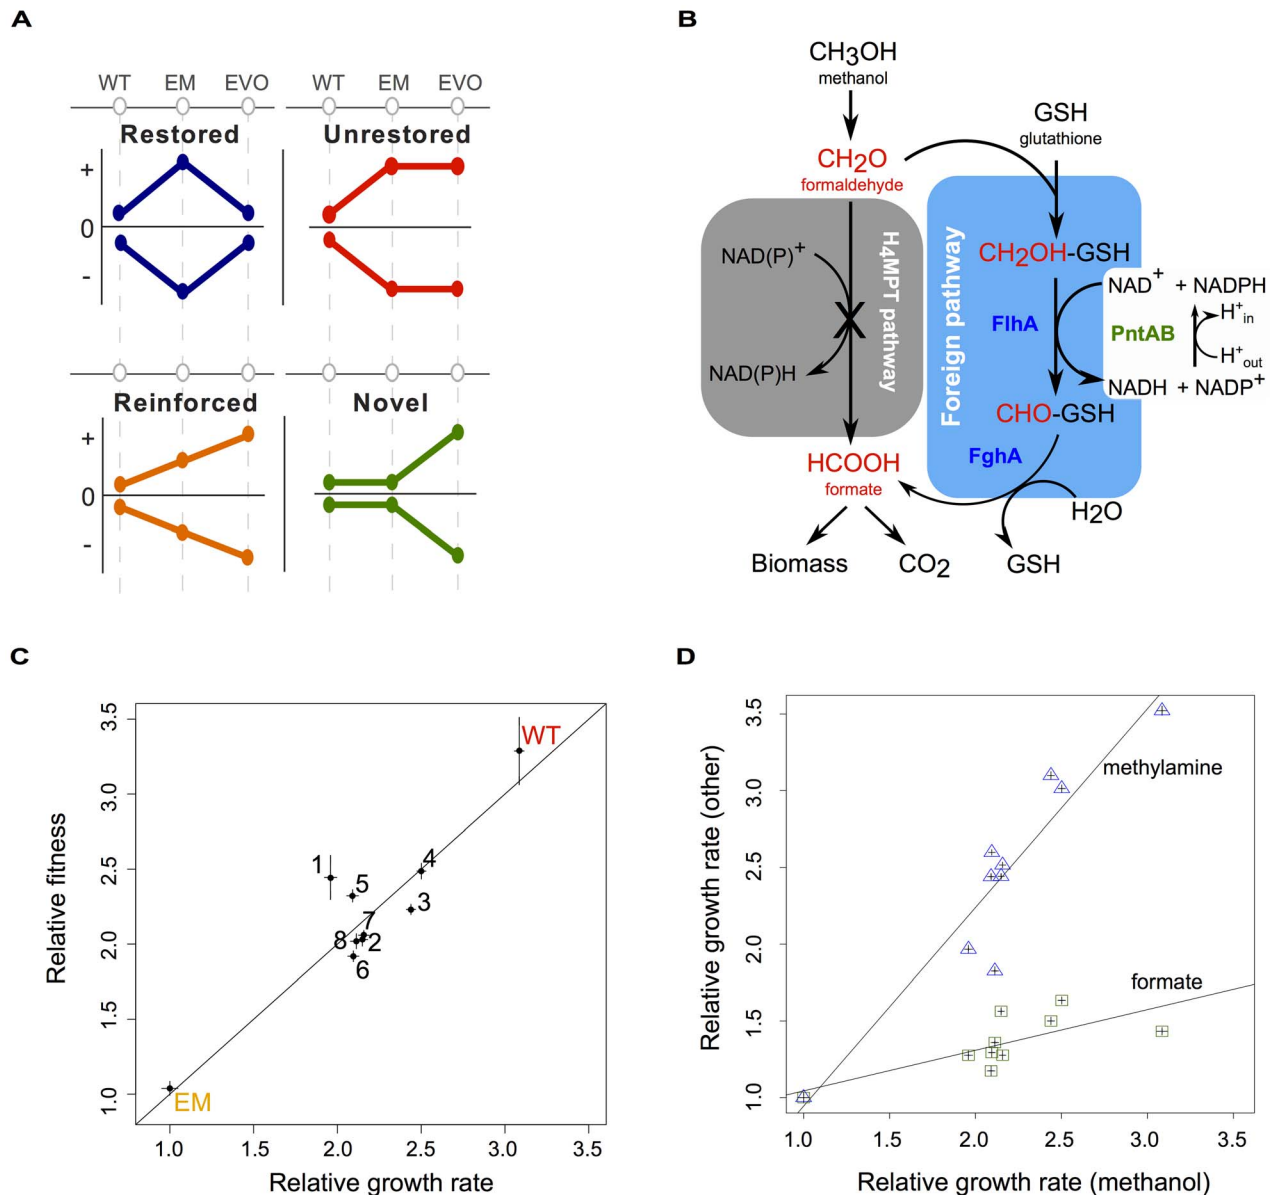 A
WT EM EVO WT EM EVO
Restored Unrestored
+
0
-
Reinforced Novel
+
0
-
B
CH3OH
methanol
GSH
glutathione
CH2O
formaldehyde
NAD(P)+
H4MPT pathway
X
NAD(P)H
Foreign pathway
CH2OH-GSH
NAD+ + NADPH
FlhA
PntAB
H+in
H+out
NADH + NADP+
CHO-GSH
FghA
HCOOH
formate
H2O
Biomass CO2 GSH
C
Relative fitness
3.5
3.0
2.5
2.0
1.5
1.0
WT
1
4
5
3
7
8 2
6
EM
1.0 1.5 2.0 2.5 3.0 3.5
Relative growth rate
D
Relative growth rate (other)
3.5
3.0
2.5
2.0
1.5
1.0
methylamine
formate
1.0 1.5 2.0 2.5 3.0 3.5
Relative growth rate (methanol)